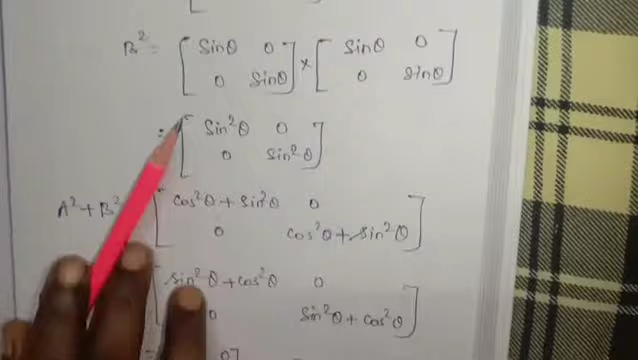 B² = [ Sinθ 0 ] × [ Sinθ 0 ]
0 Sinθ 0 Sinθ
= [ Sin²θ 0 ]
0 Sin²θ
A² + B² [ cos²θ + Sin²θ 0 ]
0 cos²θ + Sin²θ
[ Sin²θ + cos²θ 0 ]
0 Sin²θ + cos²θ
= 0 ]